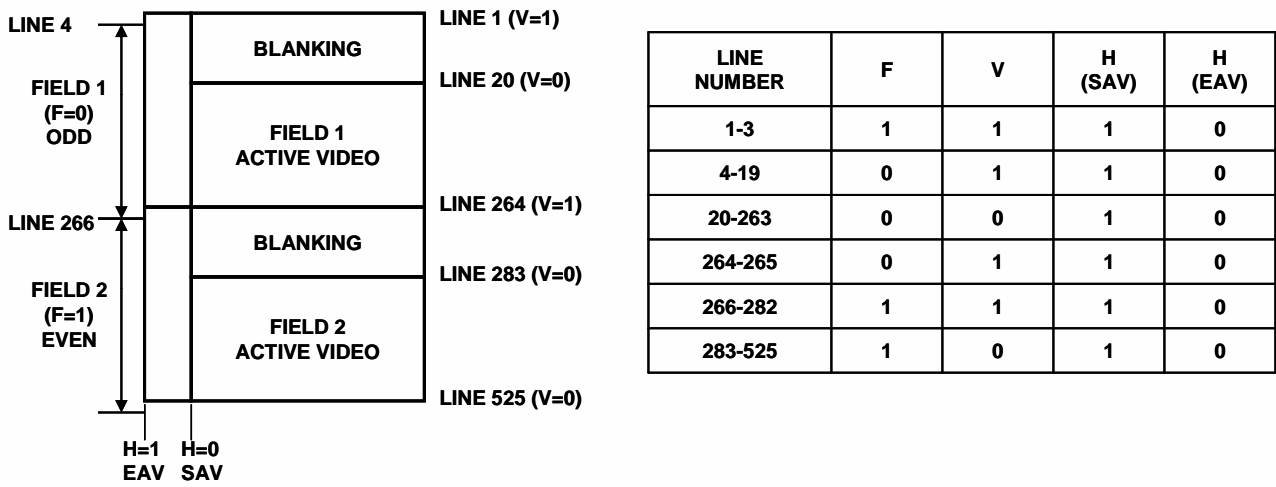 LINE 4
LINE 1 (V=1)
BLANKING
LINE 20 (V=0)
FIELD 1
(F=0)
ODD
FIELD 1
ACTIVE VIDEO
LINE 264 (V=1)
LINE 266
BLANKING
LINE 283 (V=0)
FIELD 2
(F=1)
EVEN
FIELD 2
ACTIVE VIDEO
LINE 525 (V=0)
H=1 H=0
EAV SAV
LINE NUMBER F V H (SAV) H (EAV)
1-3 1 1 1 0
4-19 0 1 1 0
20-263 0 0 1 0
264-265 0 1 1 0
266-282 1 1 1 0
283-525 1 0 1 0